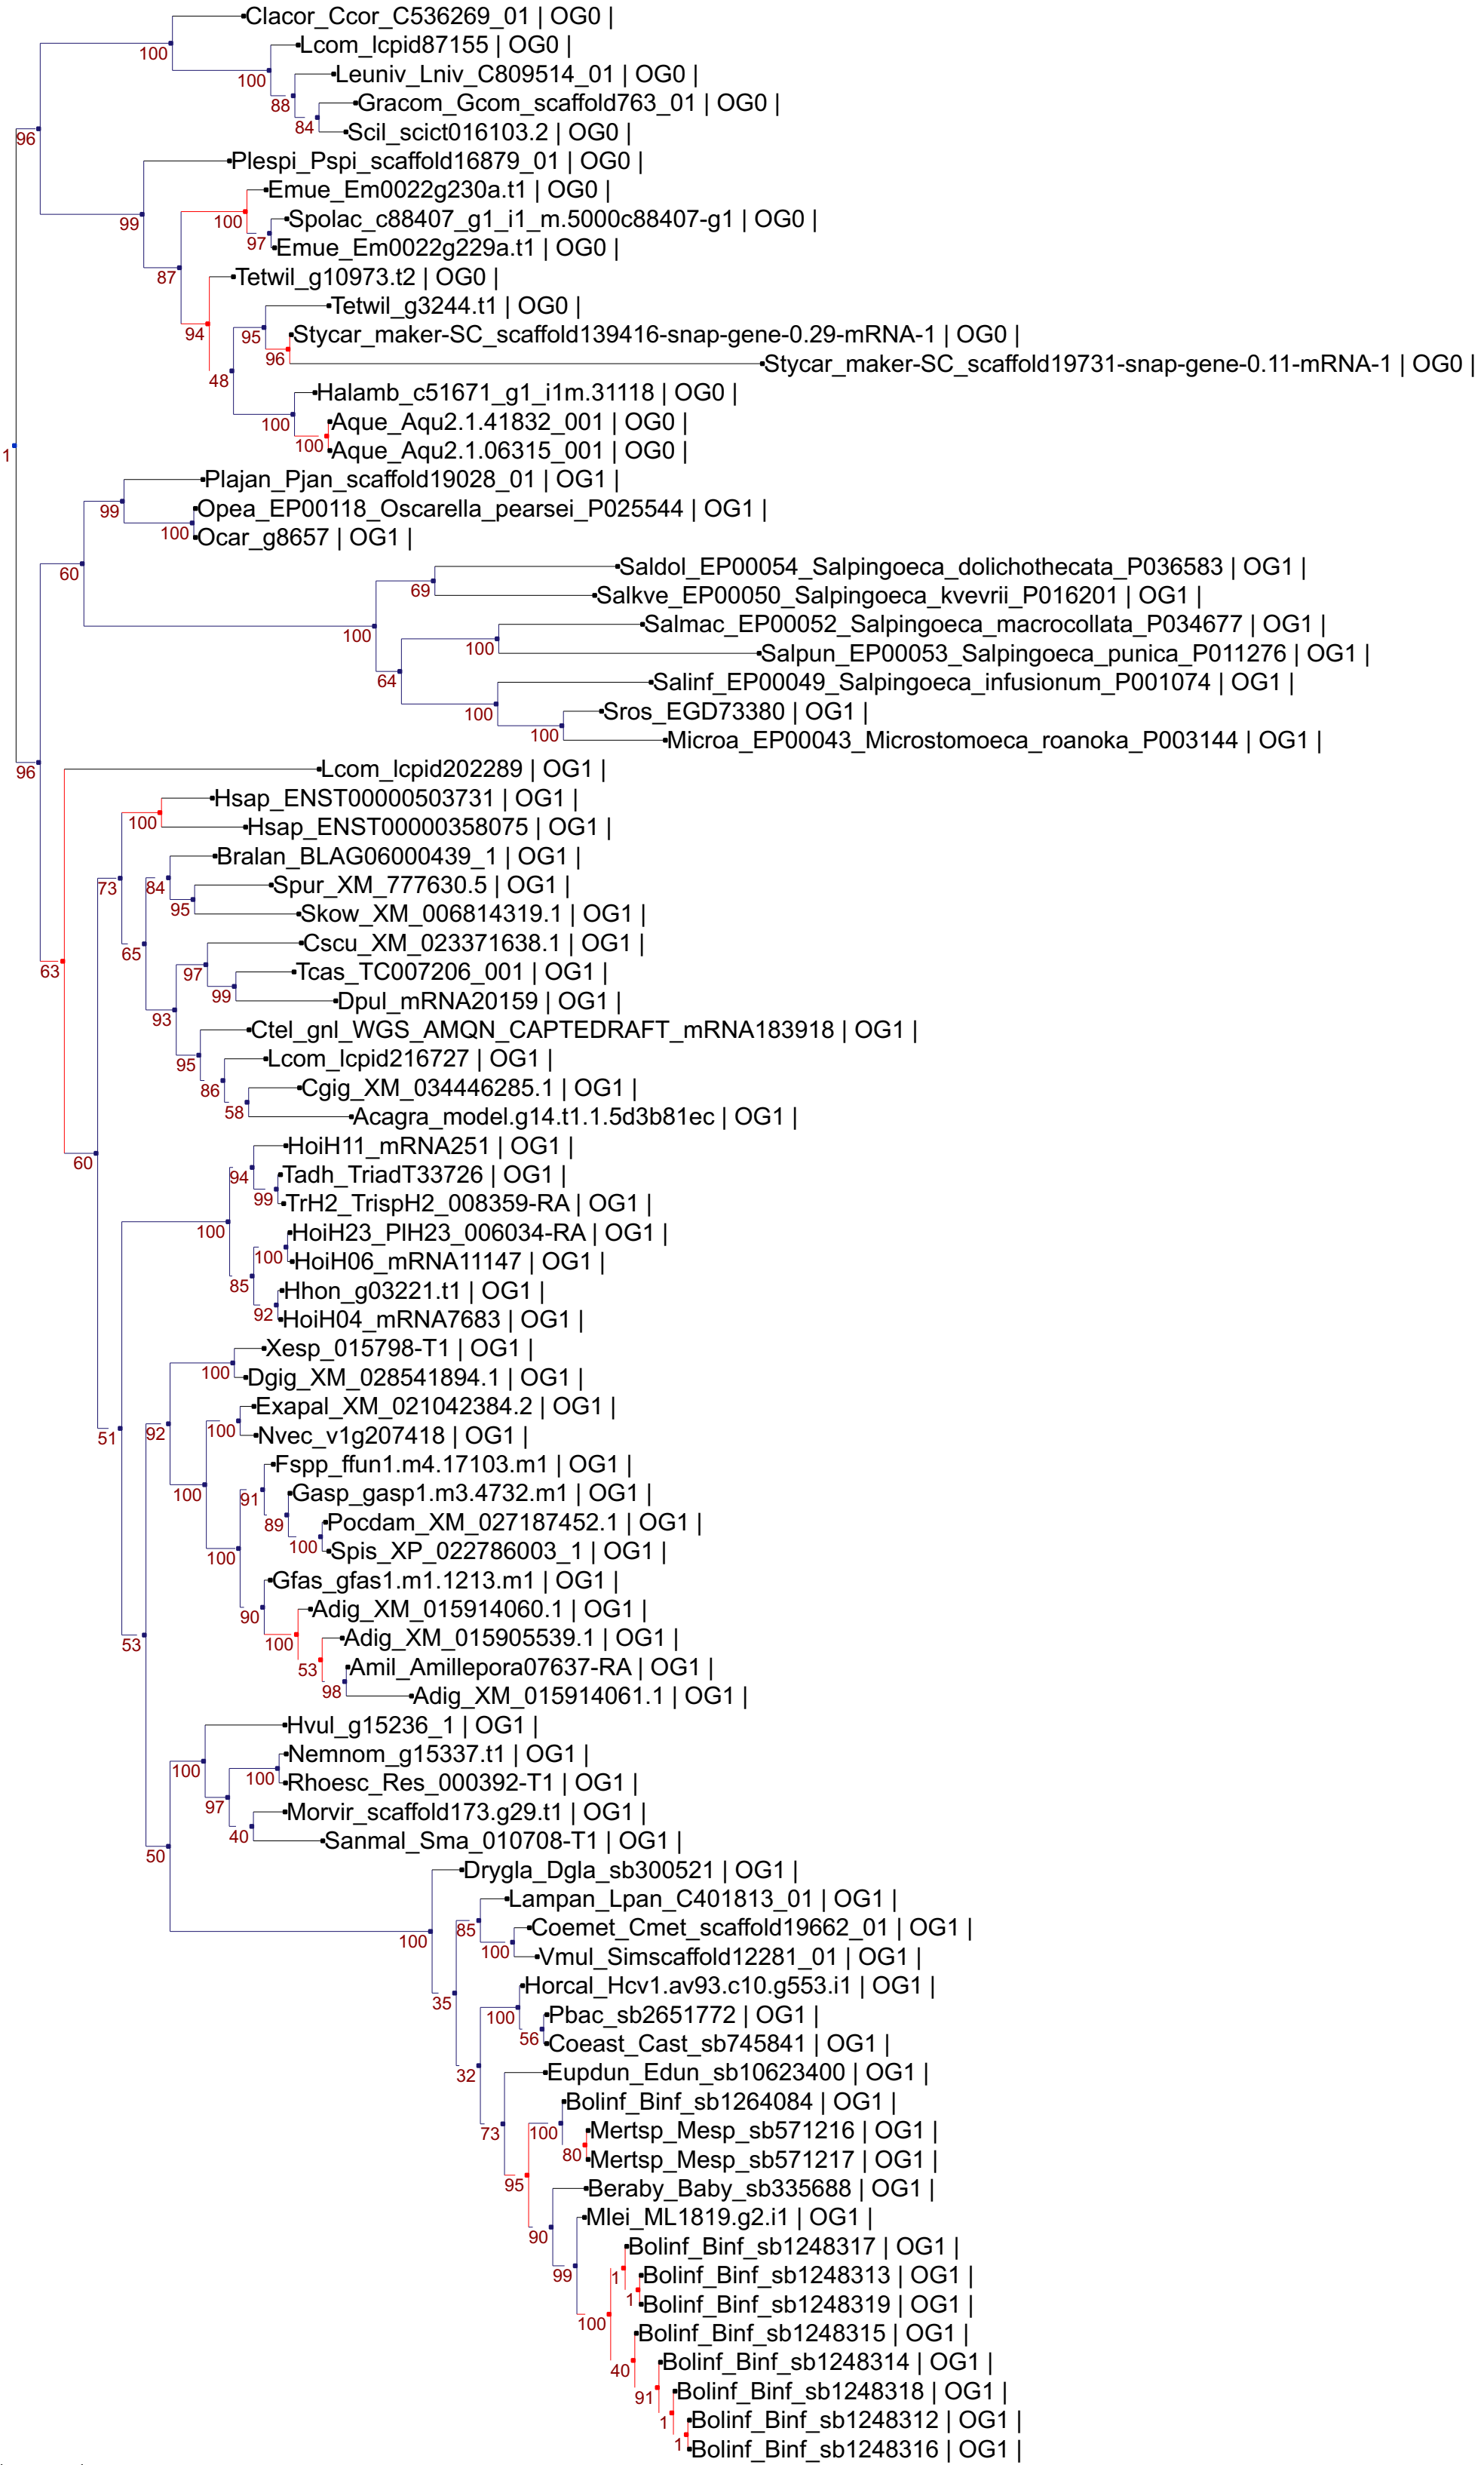 Clacor_Ccor_C536269_01 | OG0 |
Lcom_lcpid87155 | OG0 |
100
100
Leuniv_Lniv_C809514_01 | OG0 |
88
Gracom_Gcom_scaffold763_01 | OG0 |
84
Scil_scict016103.2 | OG0 |
96
Plespi_Pspi_scaffold16879_01 | OG0 |
Emue_Em0022g230a.t1 | OG0 |
99
100
Spolac_c88407_g1_i1_m.5000c88407-g1 | OG0 |
97
Emue_Em0022g229a.t1 | OG0 |
87
Tetwil_g10973.t2 | OG0 |
Tetwil_g3244.t1 | OG0 |
94
95
Stycar_maker-SC_scaffold139416-snap-gene-0.29-mRNA-1 | OG0 |
96
Stycar_maker-SC_scaffold19731-snap-gene-0.11-mRNA-1 | OG0 |
48
Halamb_c51671_g1_i1m.31118 | OG0 |
100
Aque_Aqu2.1.41832_001 | OG0 |
100
Aque_Aqu2.1.06315_001 | OG0 |
1
Plajan_Pjan_scaffold19028_01 | OG1 |
99
Opea_EP00118_Oscarella_pearsei_P025544 | OG1 |
100
Ocar_g8657 | OG1 |
60
Saldol_EP00054_Salpingoeca_dolichothecata_P036583 | OG1 |
69
Salkve_EP00050_Salpingoeca_kvevrii_P016201 | OG1 |
100
Salmac_EP00052_Salpingoeca_macrocollata_P034677 | OG1 |
100
Salpun_EP00053_Salpingoeca_punica_P011276 | OG1 |
64
Salinf_EP00049_Salpingoeca_infusionum_P001074 | OG1 |
100
Sros_EGD73380 | OG1 |
100
Microa_EP00043_Microstomoeca_roanoka_P003144 | OG1 |
96
Lcom_lcpid202289 | OG1 |
Hsap_ENST00000503731 | OG1 |
100
Hsap_ENST00000358075 | OG1 |
Bralan_BLAG06000439_1 | OG1 |
73
84
Spur_XM_777630.5 | OG1 |
95
Skow_XM_006814319.1 | OG1 |
65
Cscu_XM_023371638.1 | OG1 |
63
97
Tcas_TC007206_001 | OG1 |
99
Dpul_mRNA20159 | OG1 |
93
Ctel_gnl_WGS_AMQN_CAPTEDRAFT_mRNA183918 | OG1 |
95
Lcom_lcpid216727 | OG1 |
86
Cgig_XM_034446285.1 | OG1 |
58
Acagra_model.g14.t1.1.5d3b81ec | OG1 |
60
HoiH11_mRNA251 | OG1 |
94
Tadh_TriadT33726 | OG1 |
99
TrH2_TrispH2_008359-RA | OG1 |
100
HoiH23_PlH23_006034-RA | OG1 |
100
HoiH06_mRNA11147 | OG1 |
85
Hhon_g03221.t1 | OG1 |
92
HoiH04_mRNA7683 | OG1 |
Xesp_015798-T1 | OG1 |
100
Dgig_XM_028541894.1 | OG1 |
Exapal_XM_021042384.2 | OG1 |
51
92
100
Nvec_v1g207418 | OG1 |
Fspp_ffun1.m4.17103.m1 | OG1 |
100
91
Gasp_gasp1.m3.4732.m1 | OG1 |
89
Pocdam_XM_027187452.1 | OG1 |
100
Spis_XP_022786003_1 | OG1 |
100
Gfas_gfas1.m1.1213.m1 | OG1 |
90
Adig_XM_015914060.1 | OG1 |
53
100
Adig_XM_015905539.1 | OG1 |
53
Amil_Amillepora07637-RA | OG1 |
98
Adig_XM_015914061.1 | OG1 |
Hvul_g15236_1 | OG1 |
100
Nemnom_g15337.t1 | OG1 |
100
Rhoesc_Res_000392-T1 | OG1 |
97
Morvir_scaffold173.g29.t1 | OG1 |
40
Sanmal_Sma_010708-T1 | OG1 |
50
Drygla_Dgla_sb300521 | OG1 |
Lampan_Lpan_C401813_01 | OG1 |
100
85
Coemet_Cmet_scaffold19662_01 | OG1 |
100
Vmul_Simscaffold12281_01 | OG1 |
35
Horcal_Hcv1.av93.c10.g553.i1 | OG1 |
100
Pbac_sb2651772 | OG1 |
56
Coeast_Cast_sb745841 | OG1 |
32
Eupdun_Edun_sb10623400 | OG1 |
Bolinf_Binf_sb1264084 | OG1 |
73
100
Mertsp_Mesp_sb571216 | OG1 |
80
Mertsp_Mesp_sb571217 | OG1 |
95
Beraby_Baby_sb335688 | OG1 |
Mlei_ML1819.g2.i1 | OG1 |
90
Bolinf_Binf_sb1248317 | OG1 |
99
1
Bolinf_Binf_sb1248313 | OG1 |
1
Bolinf_Binf_sb1248319 | OG1 |
100
Bolinf_Binf_sb1248315 | OG1 |
40
Bolinf_Binf_sb1248314 | OG1 |
91
Bolinf_Binf_sb1248318 | OG1 |
1
Bolinf_Binf_sb1248312 | OG1 |
1
Bolinf_Binf_sb1248316 | OG1 |